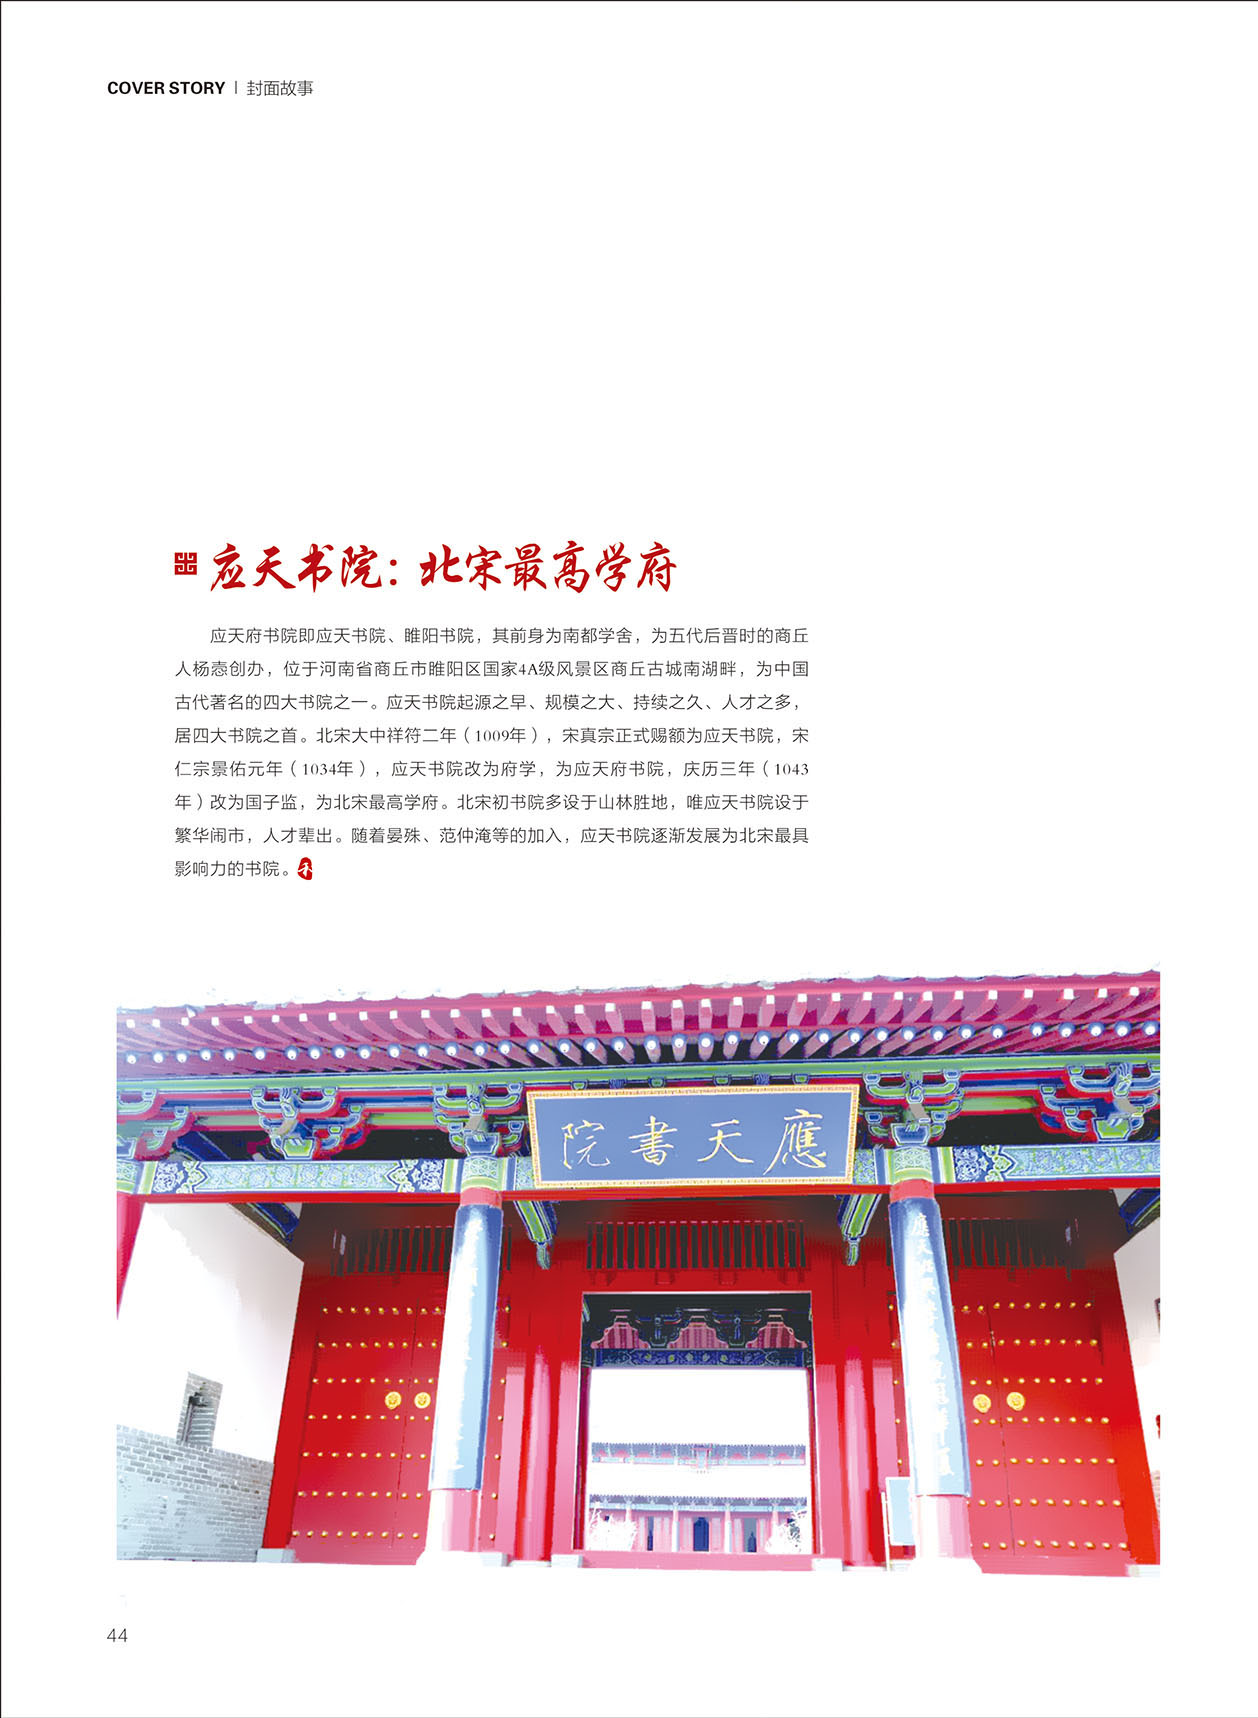 COVER STORY | 封面故事
应天书院：北宋最高学府
应天府书院即应天书院、睢阳书院，其前身为南都学舍，为五代后晋时的商丘
人杨悫创办，位于河南省商丘市睢阳区国家4A级风景区商丘古城南湖畔，为中国
古代著名的四大书院之一。应天书院起源之早、规模之大、持续之久、人才之多，
居四大书院之首。北宋大中祥符二年（1009年），宋真宗正式赐额为应天书院，宋
仁宗景佑元年（1034年），应天书院改为府学，为应天府书院，庆历三年（1043
年）改为国子监，为北宋最高学府。北宋初书院多设于山林胜地，唯应天书院设于
繁华闹市，人才辈出。随着晏殊、范仲淹等的加入，应天书院逐渐发展为北宋最具
影响力的书院。
應天書院
44